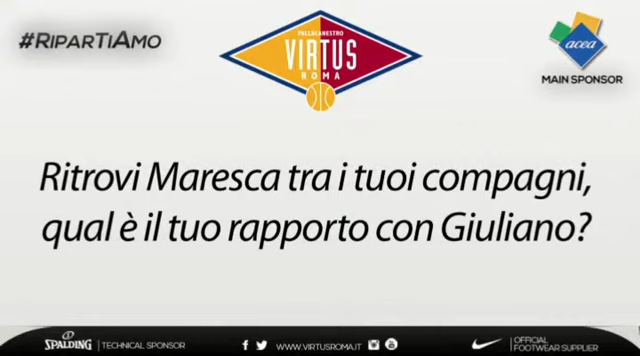 #RIPARTIAMO
PALLACANESTRO
VIRTUS
ROMA
acea
MAIN SPONSOR
Ritrovi Maresca tra i tuoi compagni,
qual è il tuo rapporto con Giuliano?
SPALDING
TECHNICAL SPONSOR
WWW.VIRTUSROMA.IT
OFFICIAL
FOOTWEAR SUPPLIER